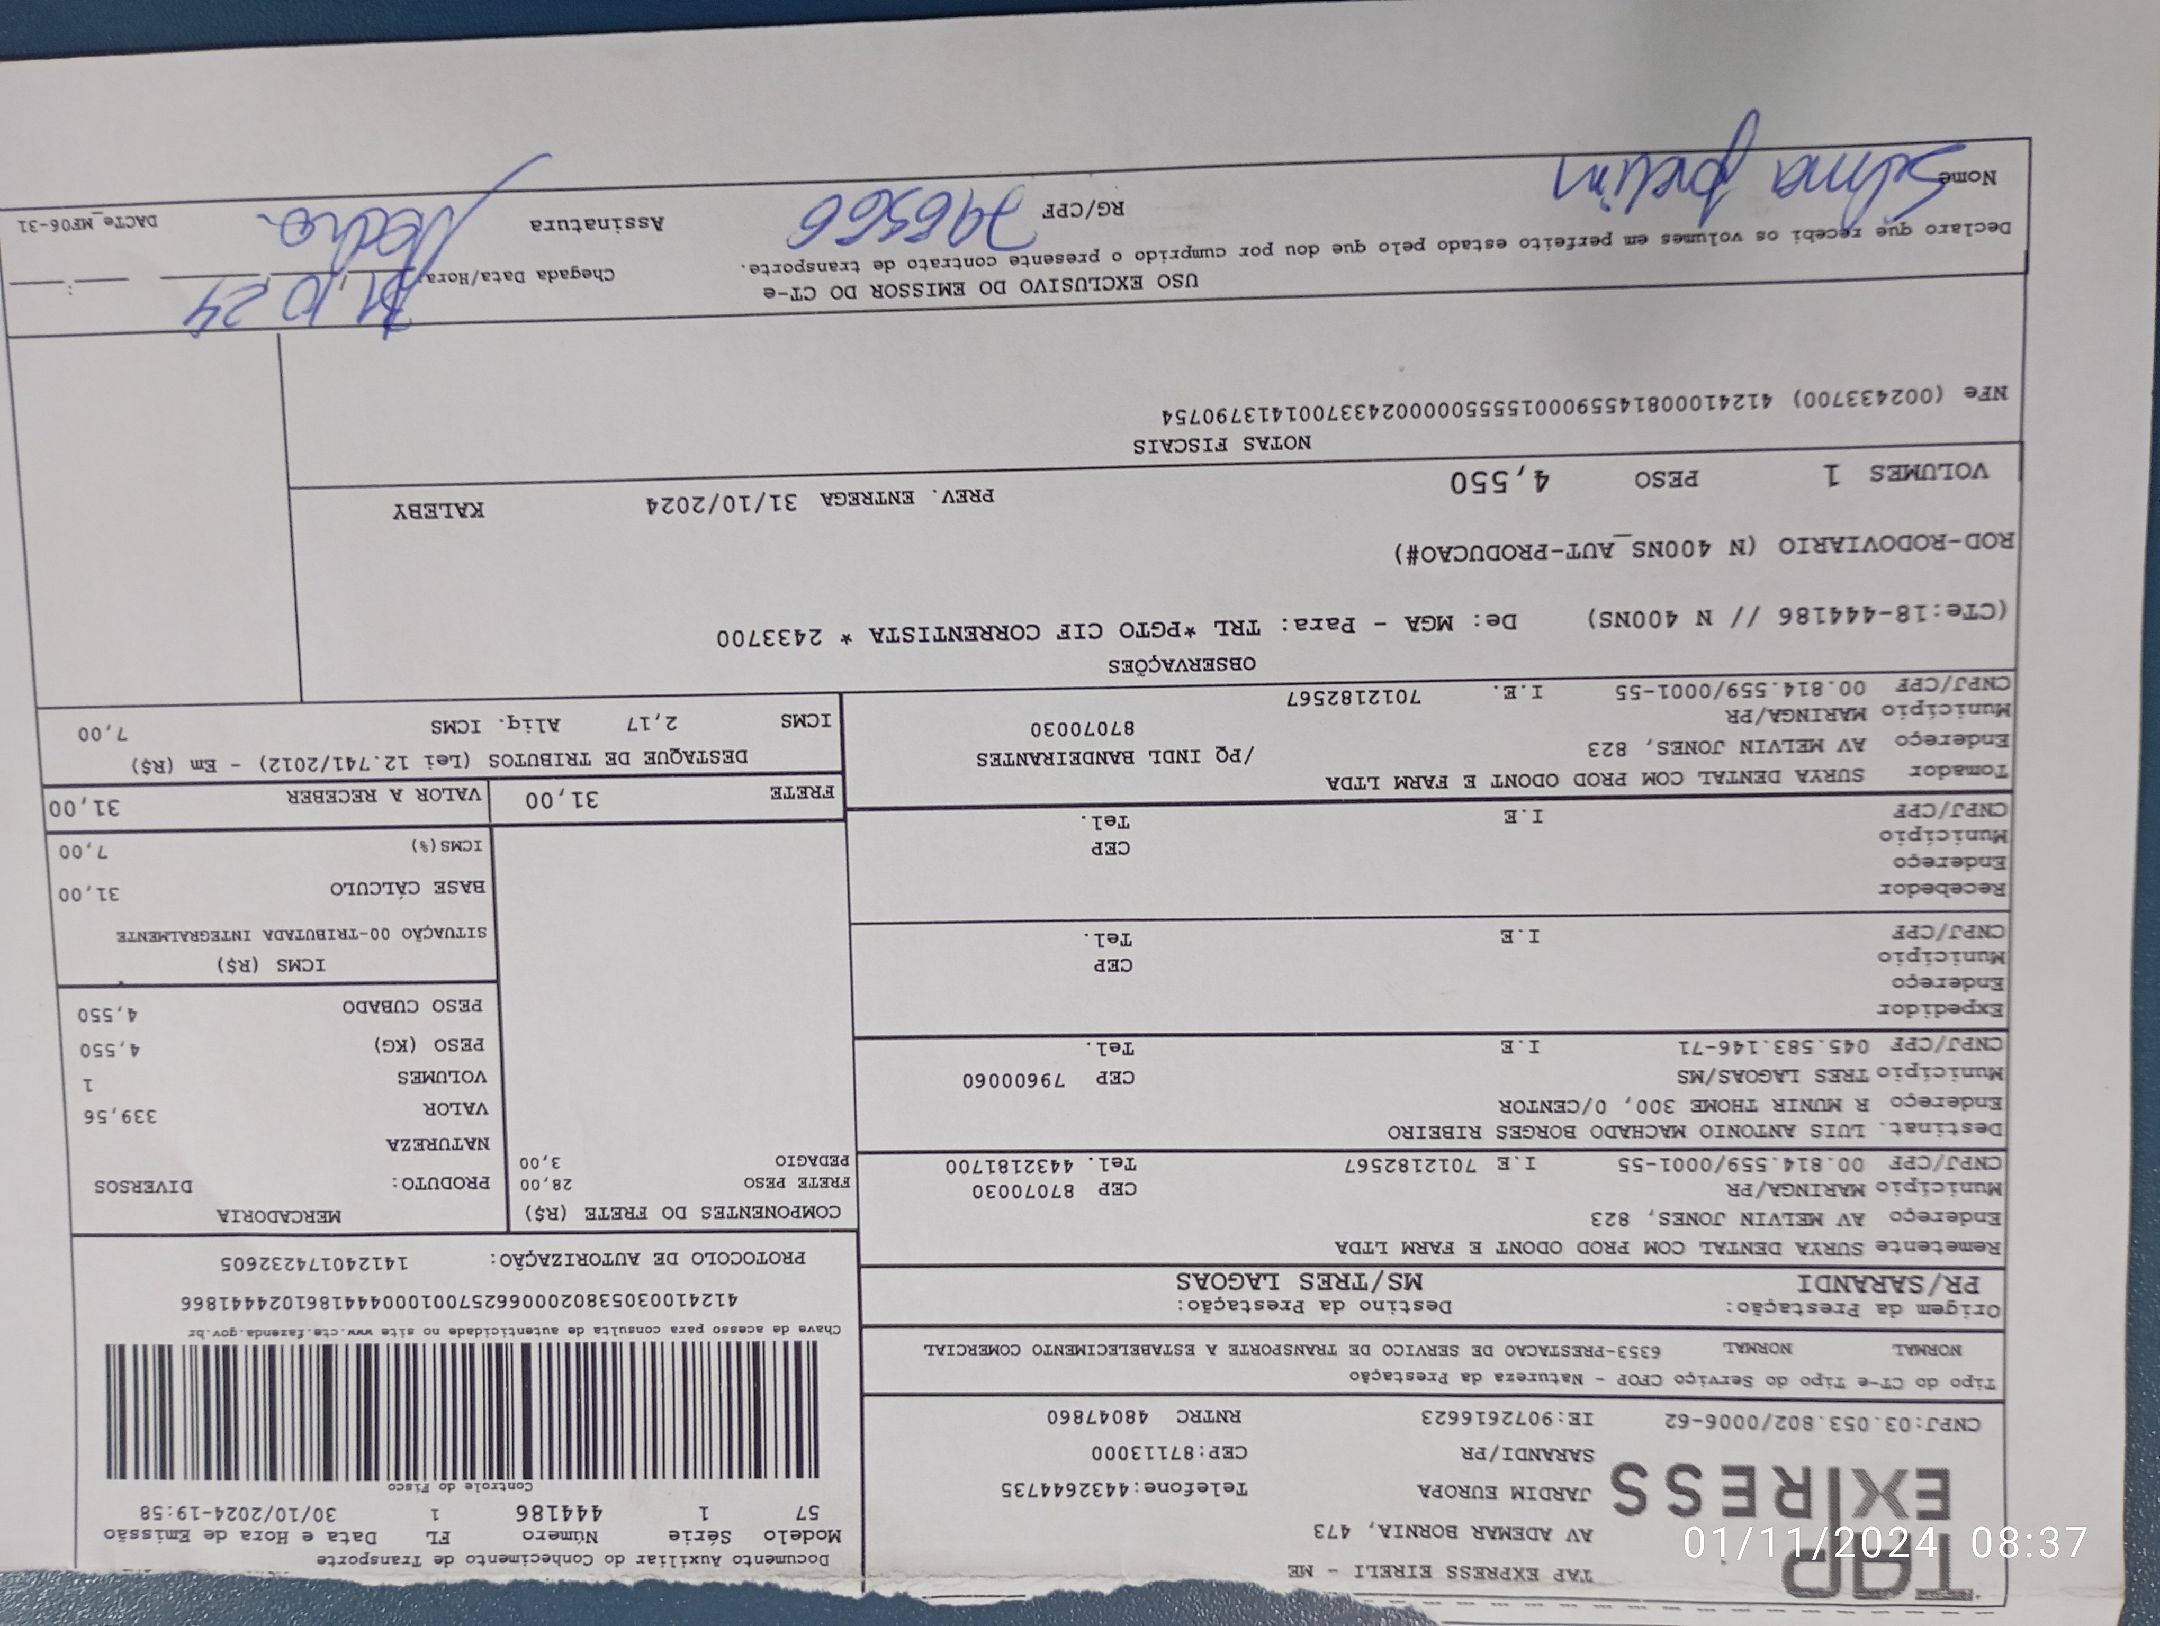 TAP EXPRESS
TAP EXPRESS EIRELI - ME
AV ADEMAR BORNIA, 473
JARDIM EUROPA Telefone:4432644735
SARANDI/PR CEP:87113000
CNPJ:03.053.802/0006-62 IE:9072616623 RNTRC 48047860
Documento Auxiliar do Conhecimento de Transporte
Modelo Série Número FL Data e Hora de Emissão
57 1 444186 1 30/10/2024-19:58
Controle do Fisco
Chave de acesso para consulta de autenticidade no site www.cte.fazenda.gov.br
41241003053802000662570010004441861024441866
PROTOCOLO DE AUTORIZAÇÃO: 141240174232605
Tipo do CT-e Tipo do Serviço CFOP - Natureza da Prestação
NORMAL NORMAL 6353-PRESTACAO DE SERVICO DE TRANSPORTE A ESTABELECIMENTO COMERCIAL
Origem da Prestação: Destino da Prestação:
PR/SARANDI MS/TRES LAGOAS
Remetente SURYA DENTAL COM PROD ODONT E FARM LTDA
Endereço AV MELVIN JONES, 823
Município MARINGA/PR CEP 87070030
CNPJ/CPF 00.814.559/0001-55 I.E 7012182567 Tel. 4432181700
Destinat. LUIS ANTONIO MACHADO BORGES RIBEIRO
Endereço R MUNIR THOME 300, 0/CENTOR
Município TRES LAGOAS/MS CEP 79600060
CNPJ/CPF 045.583.146-71 I.E Tel.
Expedidor
Endereço
Município CEP
CNPJ/CPF I.E Tel.
Recebedor
Endereço
Município CEP
CNPJ/CPF I.E Tel.
Tomador SURYA DENTAL COM PROD ODONT E FARM LTDA
Endereço AV MELVIN JONES, 823 /PQ INDL BANDEIRANTES
Município MARINGA/PR 87070030
CNPJ/CPF 00.814.559/0001-55 I.E. 7012182567
COMPONENTES DO FRETE (R$)
FRETE PESO 28,00
PEDAGIO 3,00
MERCADORIA
PRODUTO: DIVERSOS
NATUREZA
VALOR 339,56
VOLUMES 1
PESO (KG) 4,550
PESO CUBADO 4,550
ICMS (R$)
SITUAÇÃO 00-TRIBUTADA INTEGRALMENTE
BASE CÁLCULO 31,00
ICMS(%) 7,00
FRETE 31,00 VALOR A RECEBER 31,00
DESTAQUE DE TRIBUTOS (Lei 12.741/2012) - Em (R$)
ICMS 2,17 Aliq. ICMS 7,00
OBSERVAÇÕES
(CTe:18-444186 // N 400NS) De: MGA - Para: TRL *PGTO CIF CORRENTISTA * 2433700
ROD-RODOVIARIO (N 400NS_AUT-PRODUCAO#)
VOLUMES 1 PESO 4,550 PREV. ENTREGA 31/10/2024 KALEBY
NOTAS FISCAIS
NFe (002433700) 41241000814559000155550000024337001413790754
USO EXCLUSIVO DO EMISSOR DO CT-e
Declaro que recebi os volumes em perfeito estado pelo que dou por cumprido o presente contrato de transporte.
Chegada Data/Hora 31, 10 24
Nome Selma RG/CPF 796566 Assinatura
DACTe_MF06-31
01/11/2024 08:37